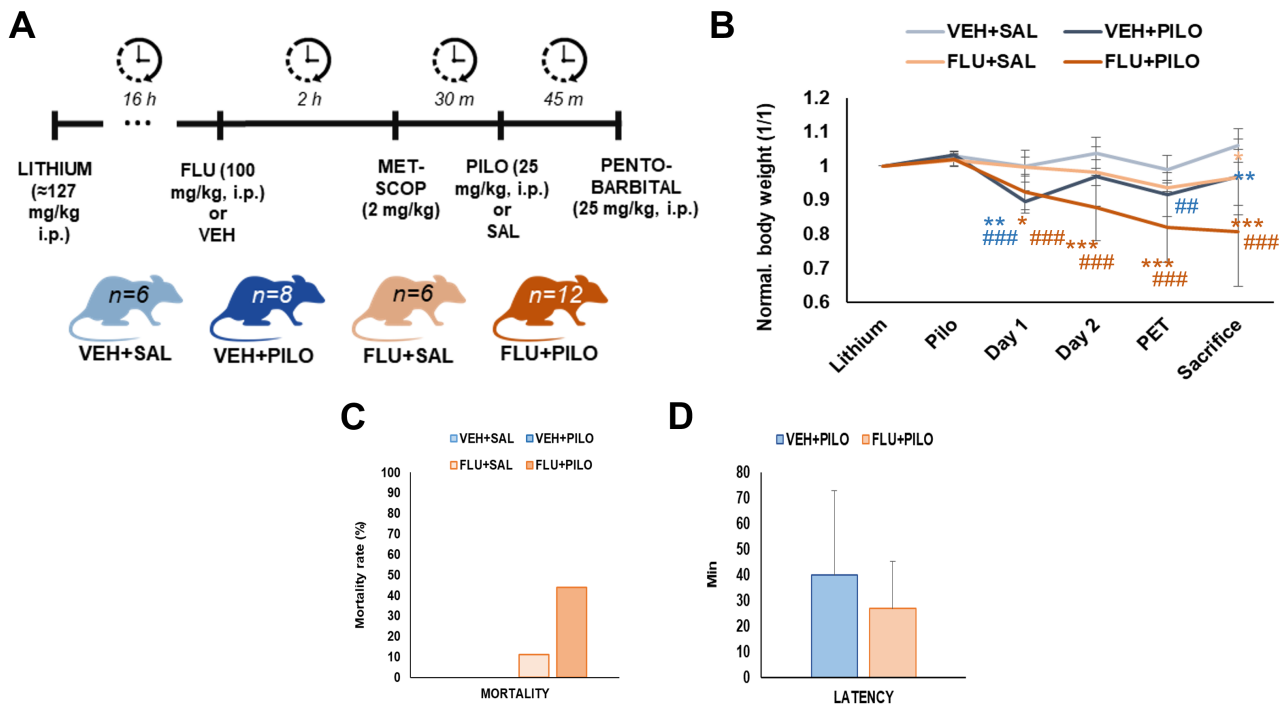 A
16 h
2 h
30 m
45 m
...
LITHIUM
(≈127
mg/kg
i.p.)
FLU (100
mg/kg, i.p.)
or
VEH
MET-
SCOP
(2 mg/kg)
PILO (25
mg/kg, i.p.)
or
SAL
PENTO-
BARBITAL
(25 mg/kg, i.p.)
n=6
n=8
n=6
n=12
VEH+SAL
VEH+PILO
FLU+SAL
FLU+PILO
B
VEH+SAL
VEH+PILO
FLU+SAL
FLU+PILO
Normal. body weight (1/1)
1.2
1.1
1
0.9
0.8
0.7
0.6
**
###
*
###
***
###
***
###
##
*
**
***
###
Lithium
Pilo
Day 1
Day 2
PET
Sacrifice
C
VEH+SAL
VEH+PILO
FLU+SAL
FLU+PILO
Mortality rate (%)
100
90
80
70
60
50
40
30
20
10
0
MORTALITY
D
VEH+PILO
FLU+PILO
Min
80
70
60
50
40
30
20
10
0
LATENCY